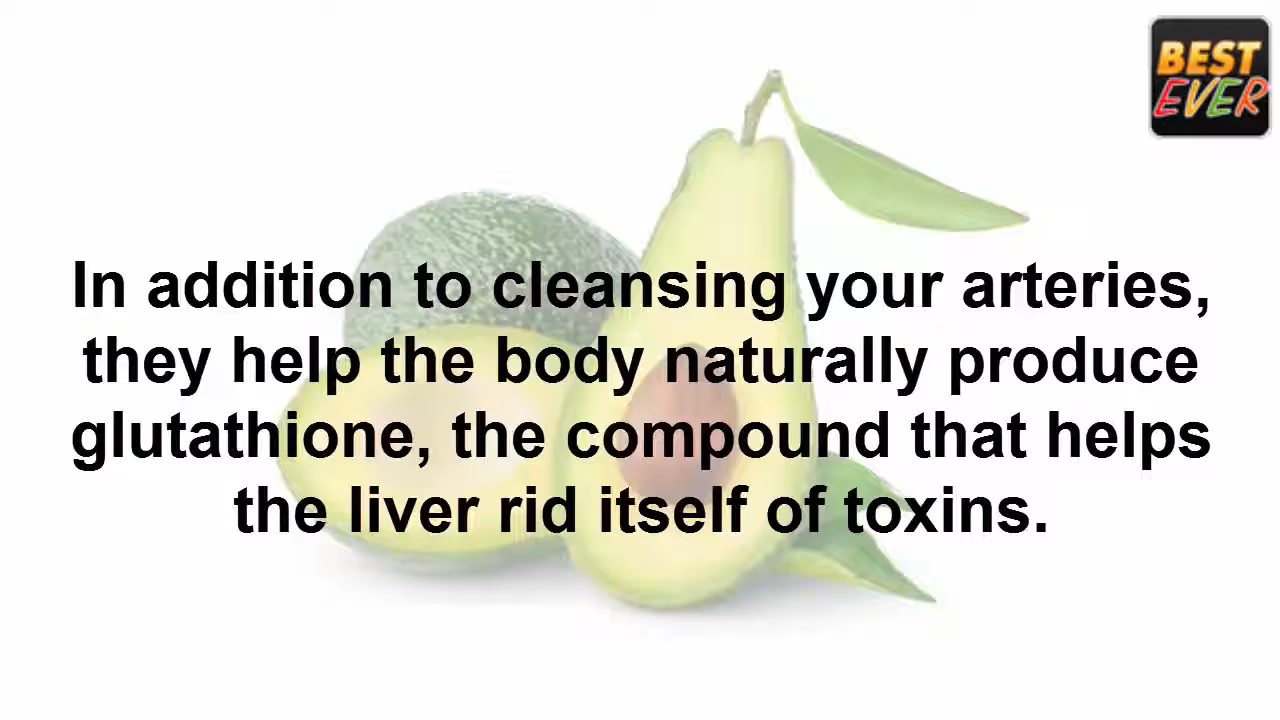 BEST
EVER
In addition to cleansing your arteries,
they help the body naturally produce
glutathione, the compound that helps
the liver rid itself of toxins.